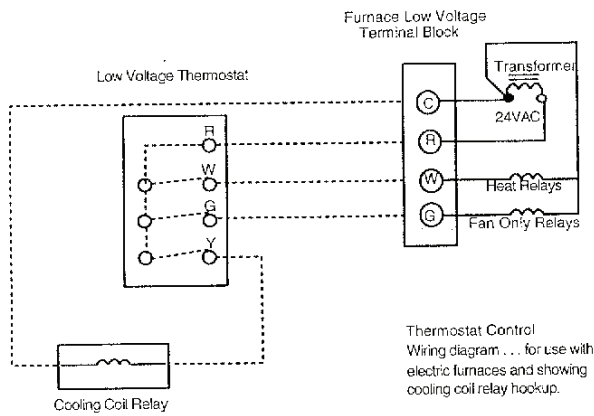 Furnace Low Voltage
Terminal Block
Low Voltage Thermostat
Transformer
24VAC
C
R
R
W
W
Heat Relays
G
G
Fan Only Relays
Y
Thermostat Control
Wiring diagram . . . for use with
electric furnaces and showing
cooling coil relay hookup.
Cooling Coil Relay